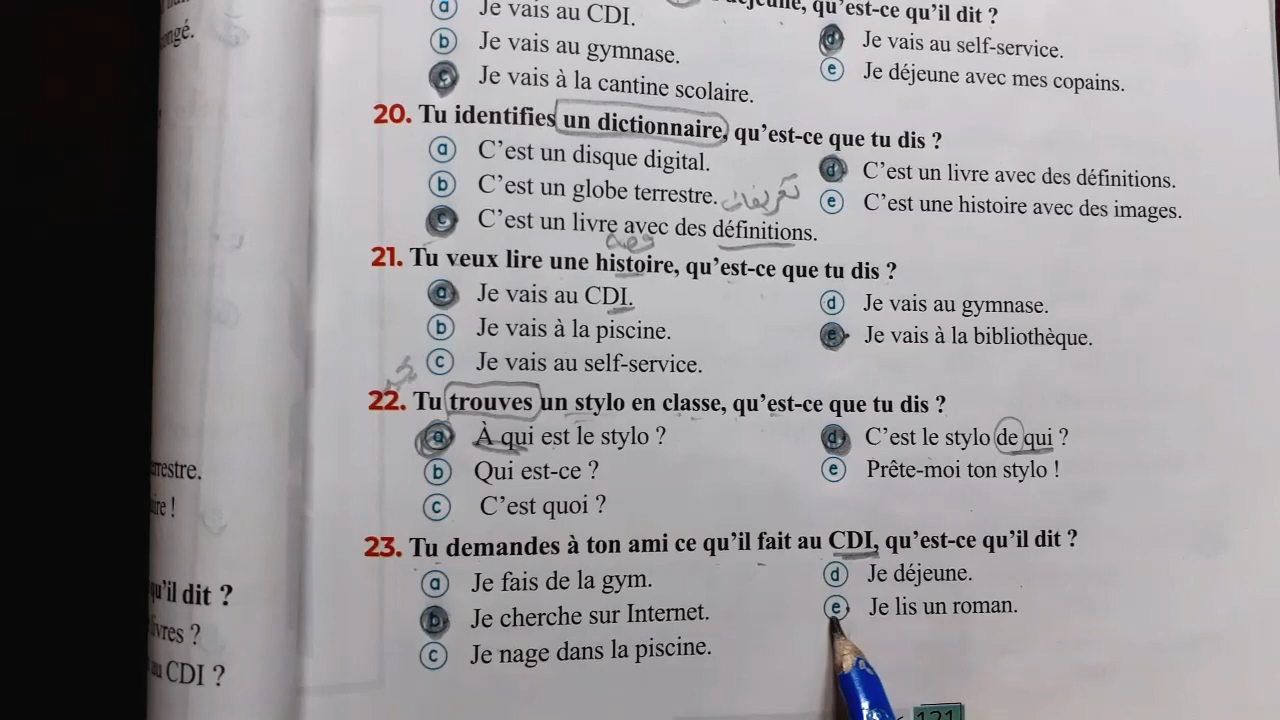 ongé.
déjeune, qu'est-ce qu'il dit ?
a Je vais au CDI.
b Je vais au gymnase.
c Je vais à la cantine scolaire.
d Je vais au self-service.
e Je déjeune avec mes copains.
20. Tu identifies un dictionnaire, qu'est-ce que tu dis ?
a C'est un disque digital.
b C'est un globe terrestre. تعريفات
c C'est un livre avec des définitions.
d C'est un livre avec des définitions.
e C'est une histoire avec des images.
قصة
21. Tu veux lire une histoire, qu'est-ce que tu dis ?
a Je vais au CDI.
b Je vais à la piscine.
c Je vais au self-service.
d Je vais au gymnase.
e Je vais à la bibliothèque.
22. Tu trouves un stylo en classe, qu'est-ce que tu dis ?
a À qui est le stylo ?
b Qui est-ce ?
c C'est quoi ?
d C'est le stylo de qui ?
e Prête-moi ton stylo !
23. Tu demandes à ton ami ce qu'il fait au CDI, qu'est-ce qu'il dit ?
a Je fais de la gym.
b Je cherche sur Internet.
c Je nage dans la piscine.
d Je déjeune.
e Je lis un roman.
errestre.
ire !
qu'il dit ?
ivres ?
au CDI ?
121